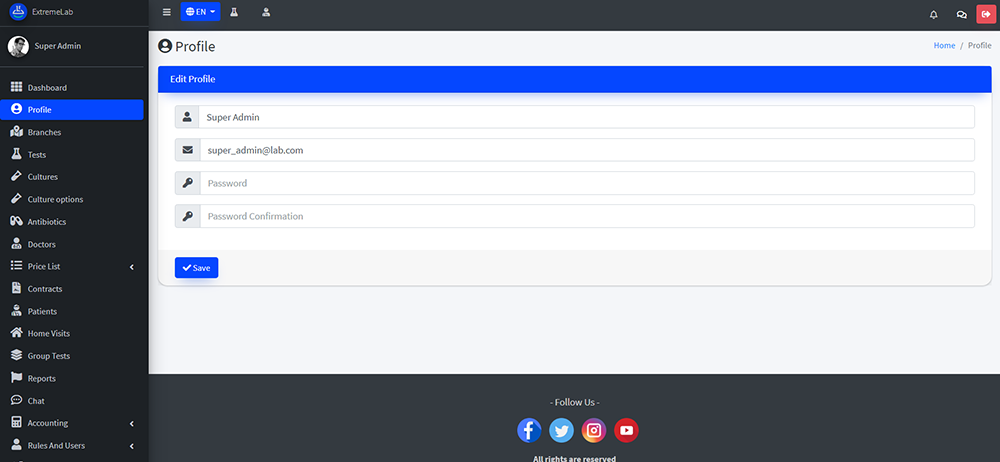 ExtremeLab
Super Admin
Dashboard
Profile
Branches
Tests
Cultures
Culture options
Antibiotics
Doctors
Price List
Contracts
Patients
Home Visits
Group Tests
Reports
Chat
Accounting
Rules And Users
EN
Profile
Home / Profile
Edit Profile
Super Admin
super_admin@lab.com
Password
Password Confirmation
Save
- Follow Us -
All rights are reserved